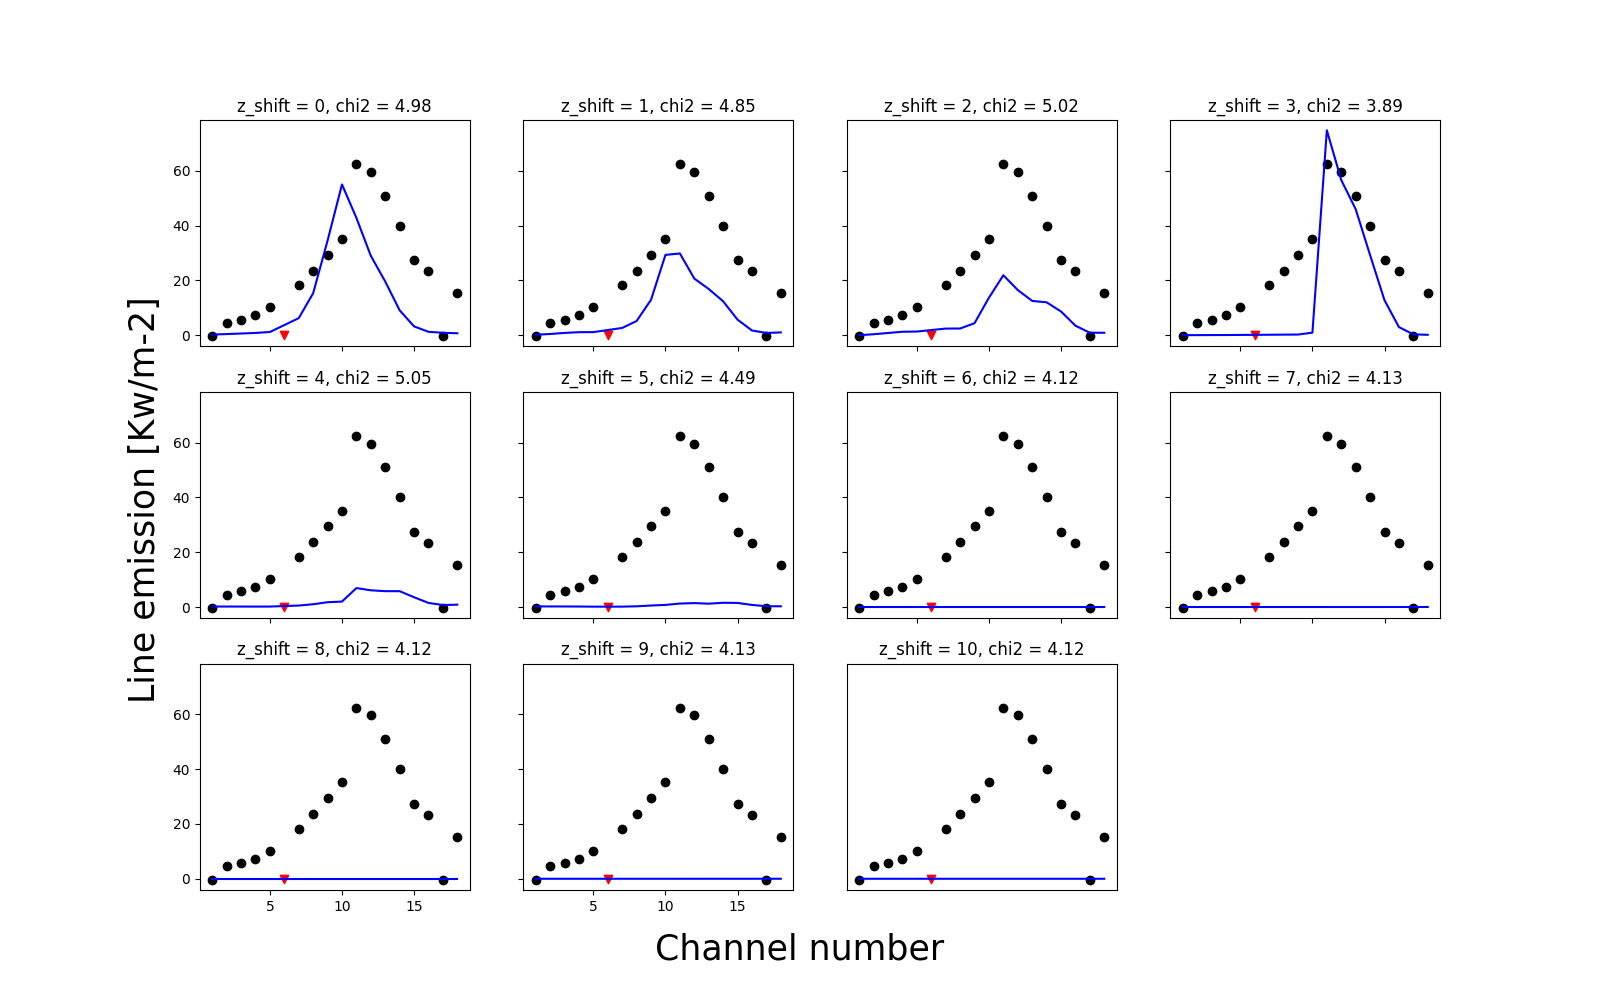 z_shift = 0, chi2 = 4.98
z_shift = 1, chi2 = 4.85
z_shift = 2, chi2 = 5.02
z_shift = 3, chi2 = 3.89
60
40
20
0
z_shift = 4, chi2 = 5.05
z_shift = 5, chi2 = 4.49
z_shift = 6, chi2 = 4.12
z_shift = 7, chi2 = 4.13
60
40
20
0
z_shift = 8, chi2 = 4.12
z_shift = 9, chi2 = 4.13
z_shift = 10, chi2 = 4.12
60
40
20
0
5 10 15
5 10 15
Line emission [Kw/m-2]
Channel number